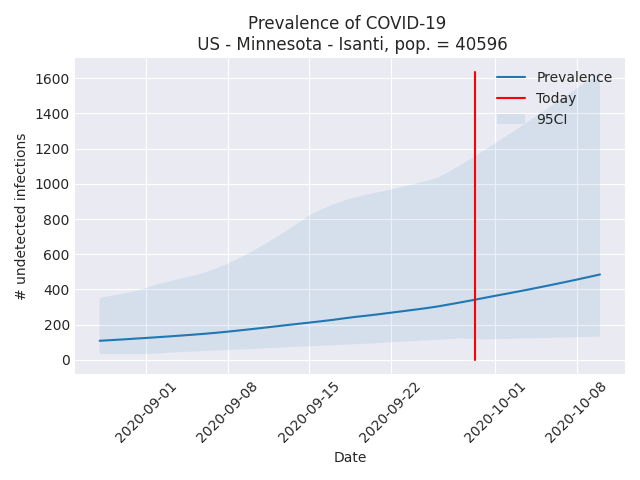 Prevalence of COVID-19
US - Minnesota - Isanti, pop. = 40596
Prevalence
Today
95CI
# undetected infections
1600
1400
1200
1000
800
600
400
200
0
2020-09-01
2020-09-08
2020-09-15
2020-09-22
2020-10-01
2020-10-08
Date